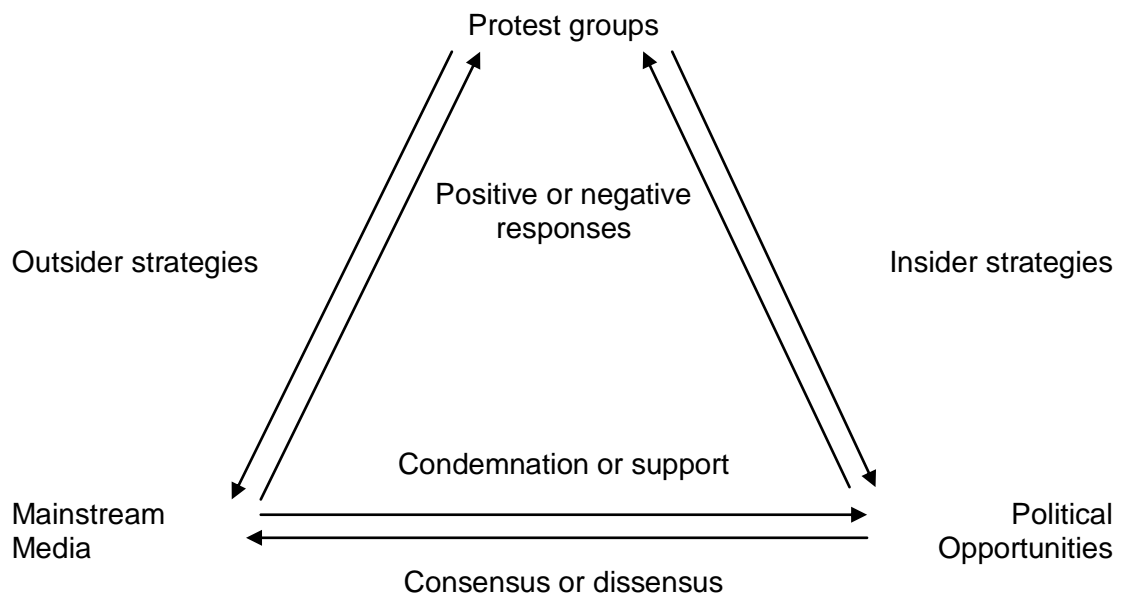 Protest groups
Positive or negative
responses
Outsider strategies
Insider strategies
Condemnation or support
Mainstream
Media
Political
Opportunities
Consensus or dissensus